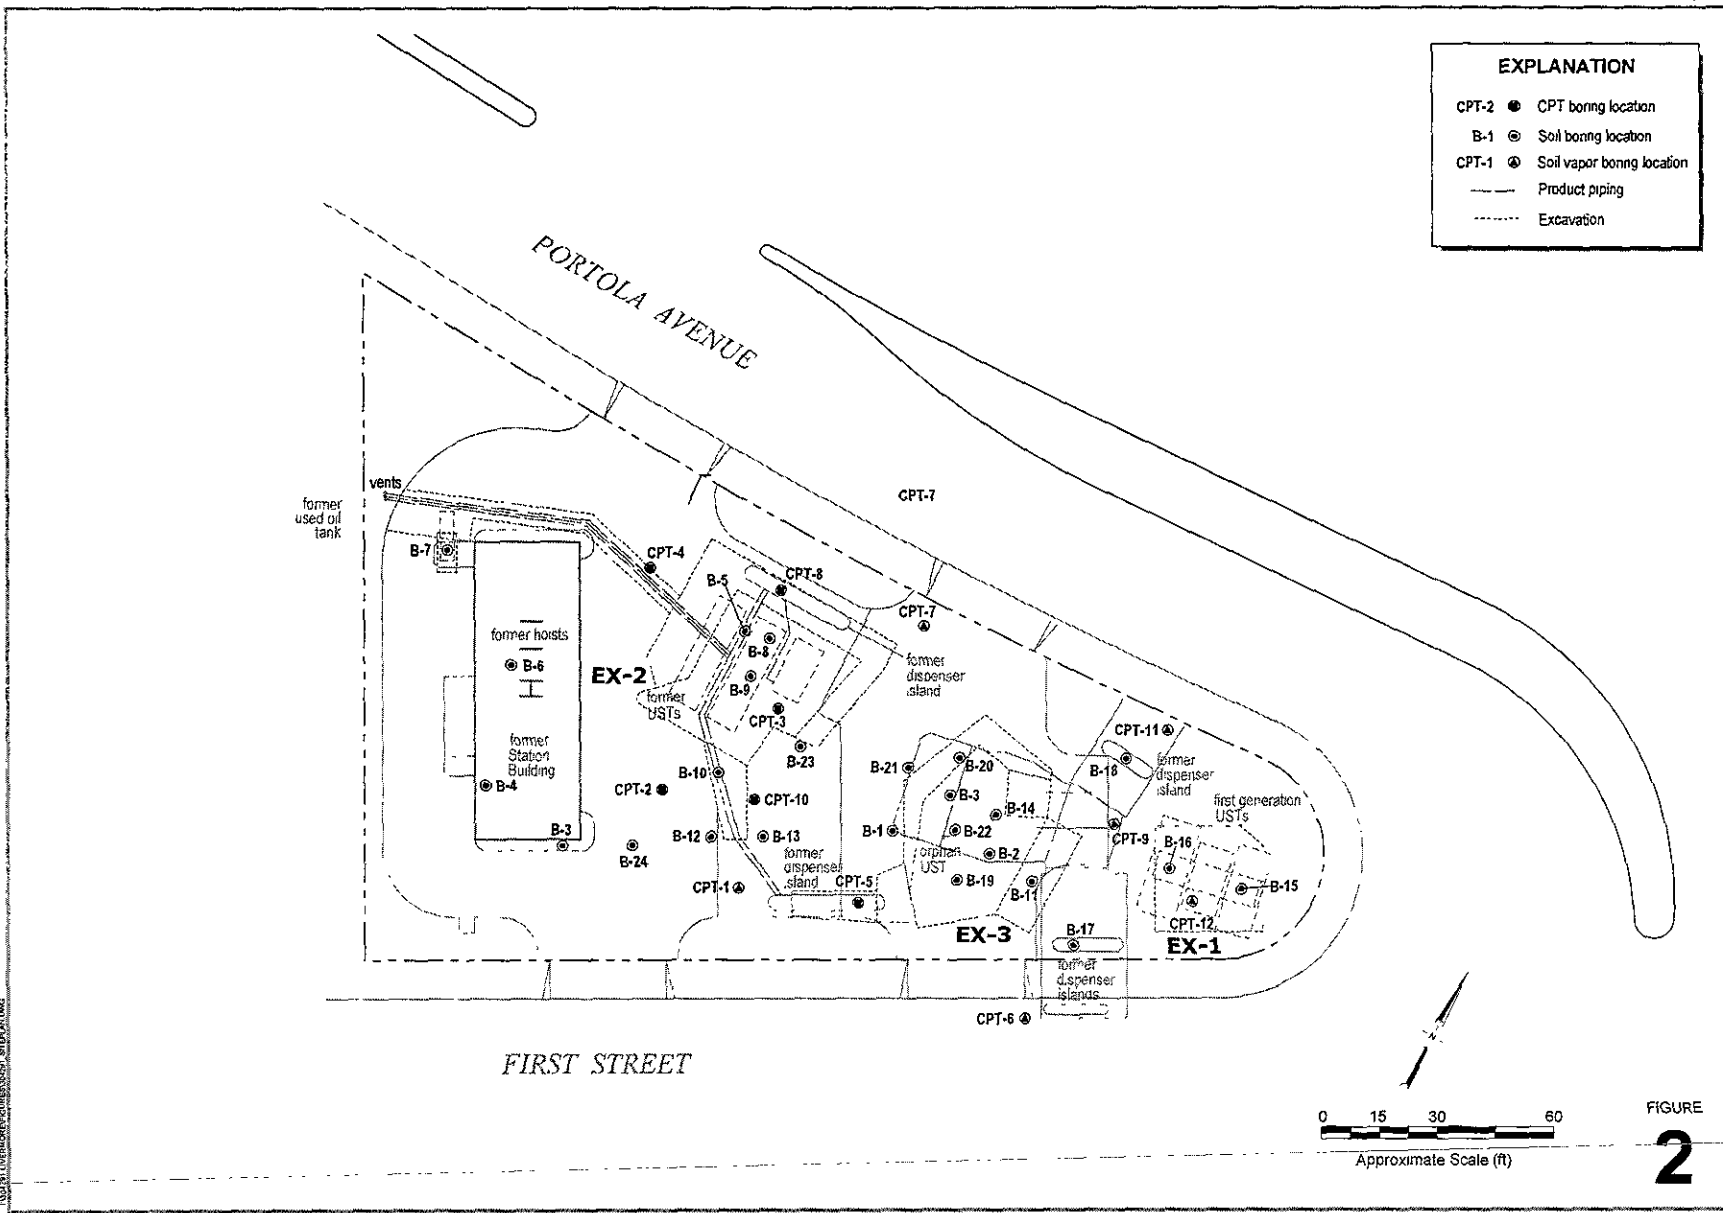 EXPLANATION
CPT-2 CPT boring location
B-1 Soil boring location
CPT-1 Soil vapor boring location
Product piping
Excavation
PORTOLA AVENUE
vents
former
used oil
tank
B-7
CPT-4
CPT-7
B-5
CPT-8
CPT-7
former hoists
B-6
EX-2
B-8
B-9
former
USTs
former
dispenser
island
CPT-3
B-23
former
Station
Building
B-4
B-3
CPT-2
B-10
CPT-10
B-24
B-12
B-13
CPT-1
former
dispenser
island
CPT-5
B-21
B-20
B-3
B-14
B-1
B-22
B-2
orphan
UST
B-19
B-11
EX-3
CPT-11
B-18
former
dispenser
island
first generation
USTs
CPT-9
B-16
B-15
CPT-12
EX-1
B-17
former
dispenser
islands
CPT-6
FIRST STREET
N
0 15 30 60
Approximate Scale (ft)
FIGURE
2